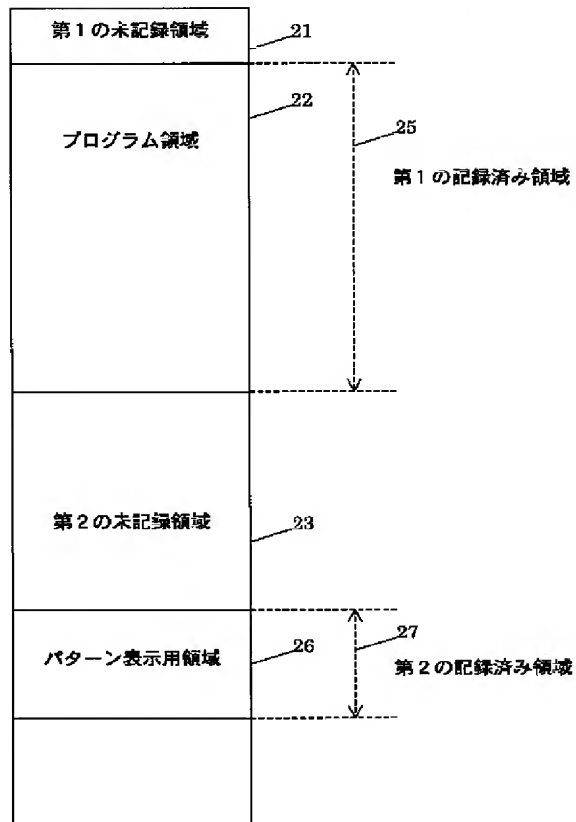 第1の未記録領域
21
22
25
プログラム領域
第1の記録済み領域
第2の未記録領域
23
27
パターン表示用領域
26
第2の記録済み領域